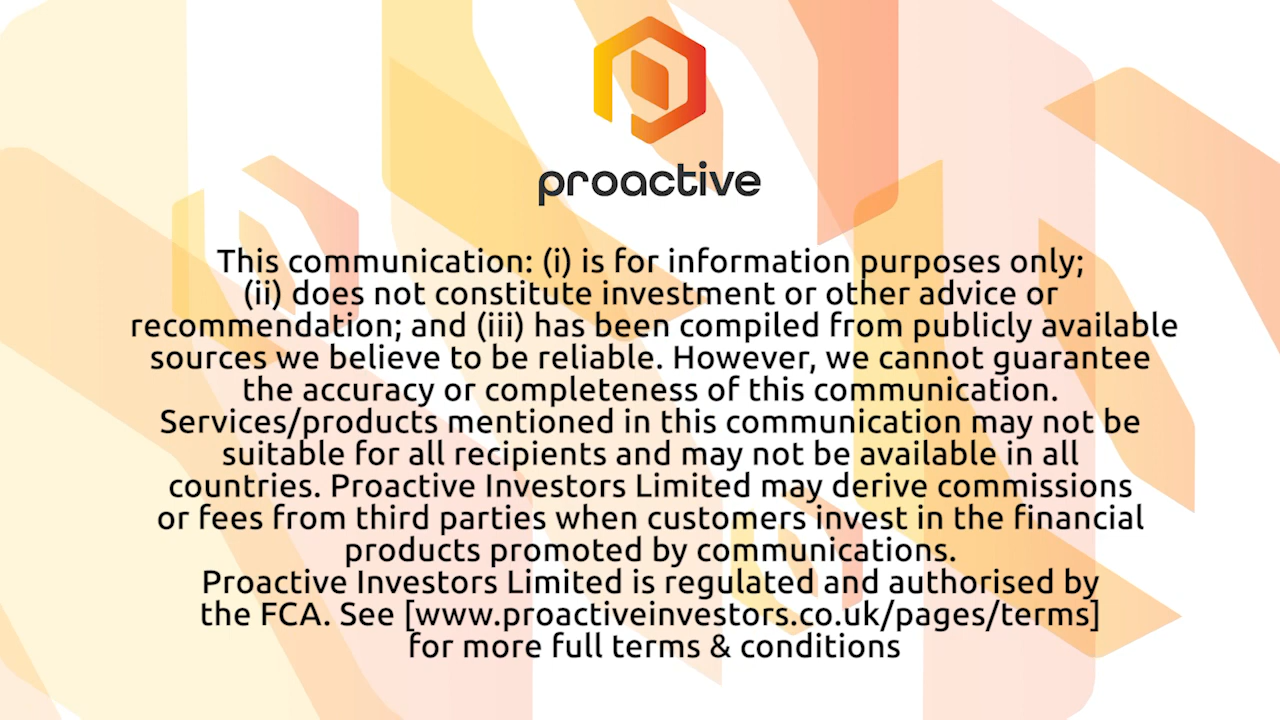 proactive
This communication: (i) is for information purposes only;
(ii) does not constitute investment or other advice or
recommendation; and (iii) has been compiled from publicly available
sources we believe to be reliable. However, we cannot guarantee
the accuracy or completeness of this communication.
Services/products mentioned in this communication may not be
suitable for all recipients and may not be available in all
countries. Proactive Investors Limited may derive commissions
or fees from third parties when customers invest in the financial
products promoted by communications.
Proactive Investors Limited is regulated and authorised by
the FCA. See [www.proactiveinvestors.co.uk/pages/terms]
for more full terms & conditions